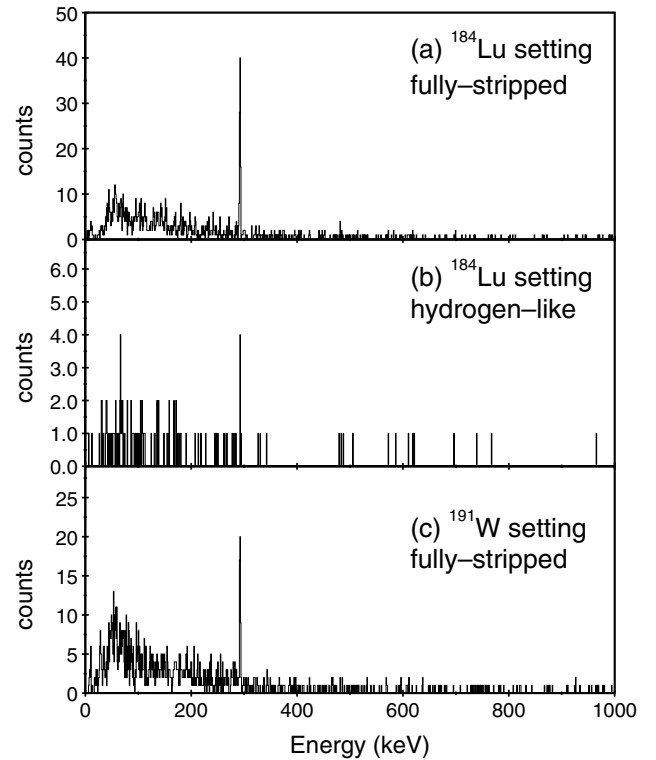 50
40
30
20
10
0
counts
(a) ¹⁸⁴Lu setting
fully–stripped
6.0
5.0
4.0
3.0
2.0
1.0
0.0
counts
(b) ¹⁸⁴Lu setting
hydrogen–like
25
20
15
10
5
0
counts
(c) ¹⁹¹W setting
fully–stripped
0 200 400 600 800 1000
Energy (keV)